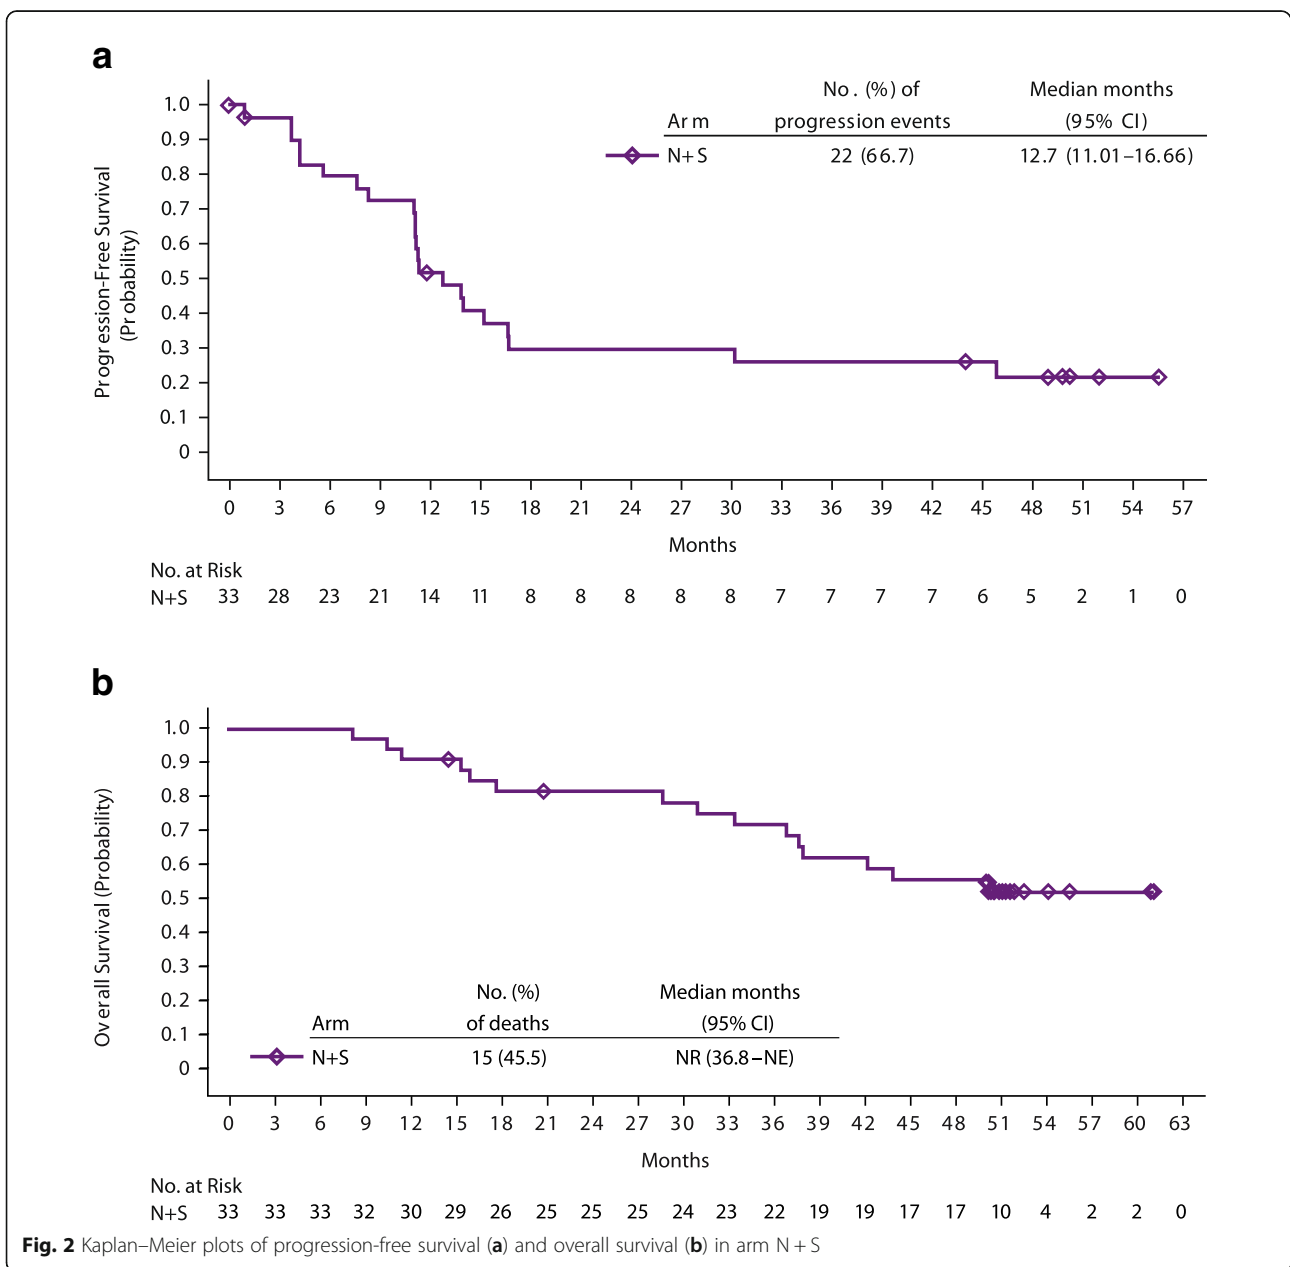 a
No. (%) of Median months
Arm progression events (95% CI)
N+S 22 (66.7) 12.7 (11.01–16.66)
Progression-Free Survival
(Probability)
1.0
0.9
0.8
0.7
0.6
0.5
0.4
0.3
0.2
0.1
0
0 3 6 9 12 15 18 21 24 27 30 33 36 39 42 45 48 51 54 57
Months
No. at Risk
N+S 33 28 23 21 14 11 8 8 8 8 8 7 7 7 7 6 5 2 1 0
b
Overall Survival (Probability)
1.0
0.9
0.8
0.7
0.6
0.5
0.4
0.3
0.2
0.1
0
No. (%) Median months
Arm of deaths (95% CI)
N+S 15 (45.5) NR (36.8–NE)
0 3 6 9 12 15 18 21 24 27 30 33 36 39 42 45 48 51 54 57 60 63
Months
No. at Risk
N+S 33 33 33 32 30 29 26 25 25 25 24 23 22 19 19 17 17 10 4 2 2 0
Fig. 2 Kaplan–Meier plots of progression-free survival (a) and overall survival (b) in arm N + S